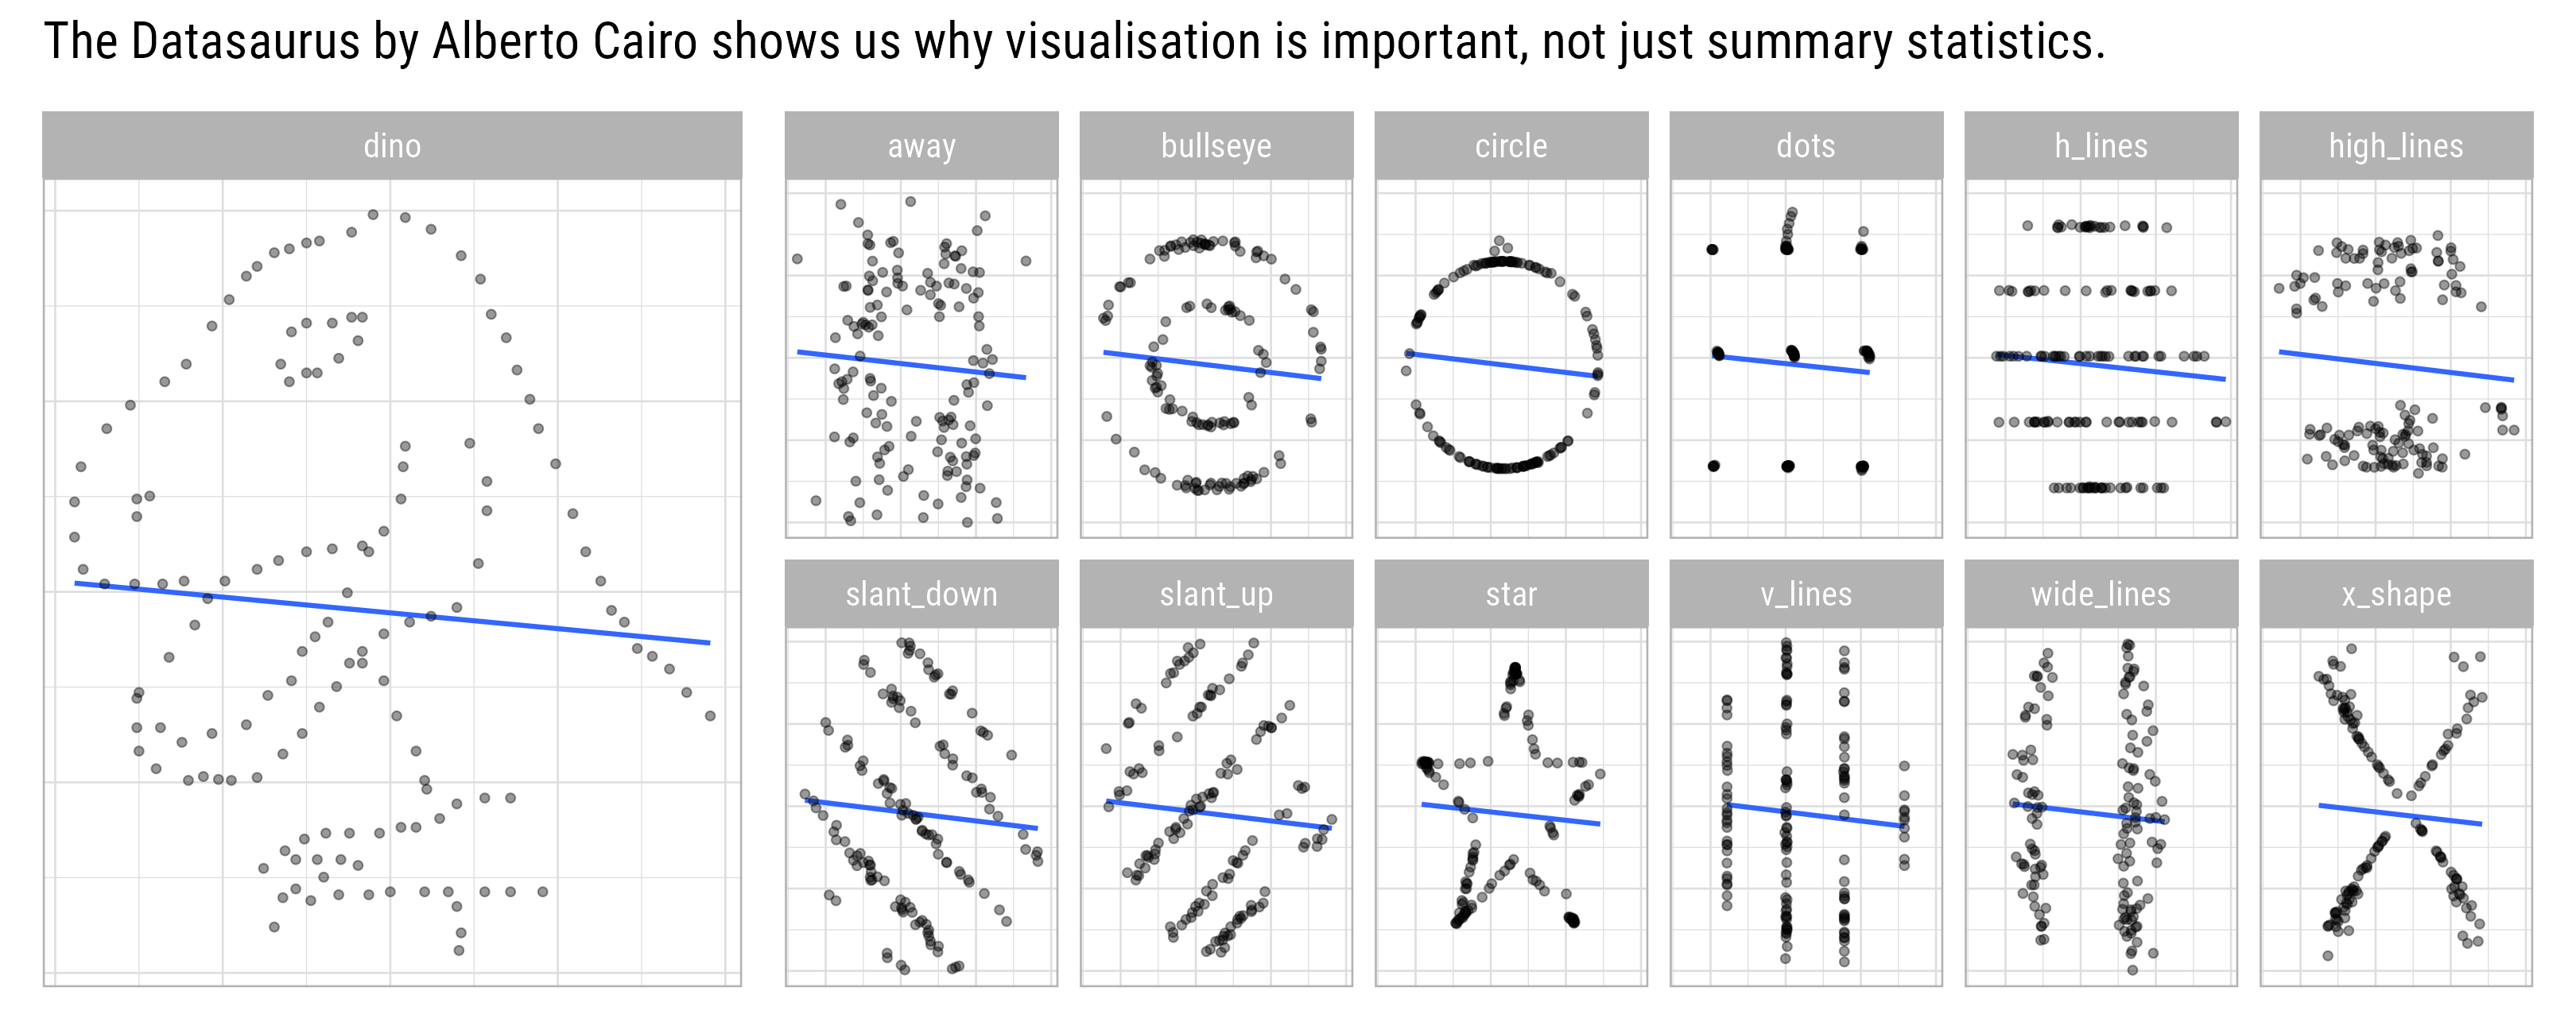 The Datasaurus by Alberto Cairo shows us why visualisation is important, not just summary statistics.
dino
away
bullseye
circle
dots
h_lines
high_lines
slant_down
slant_up
star
v_lines
wide_lines
x_shape